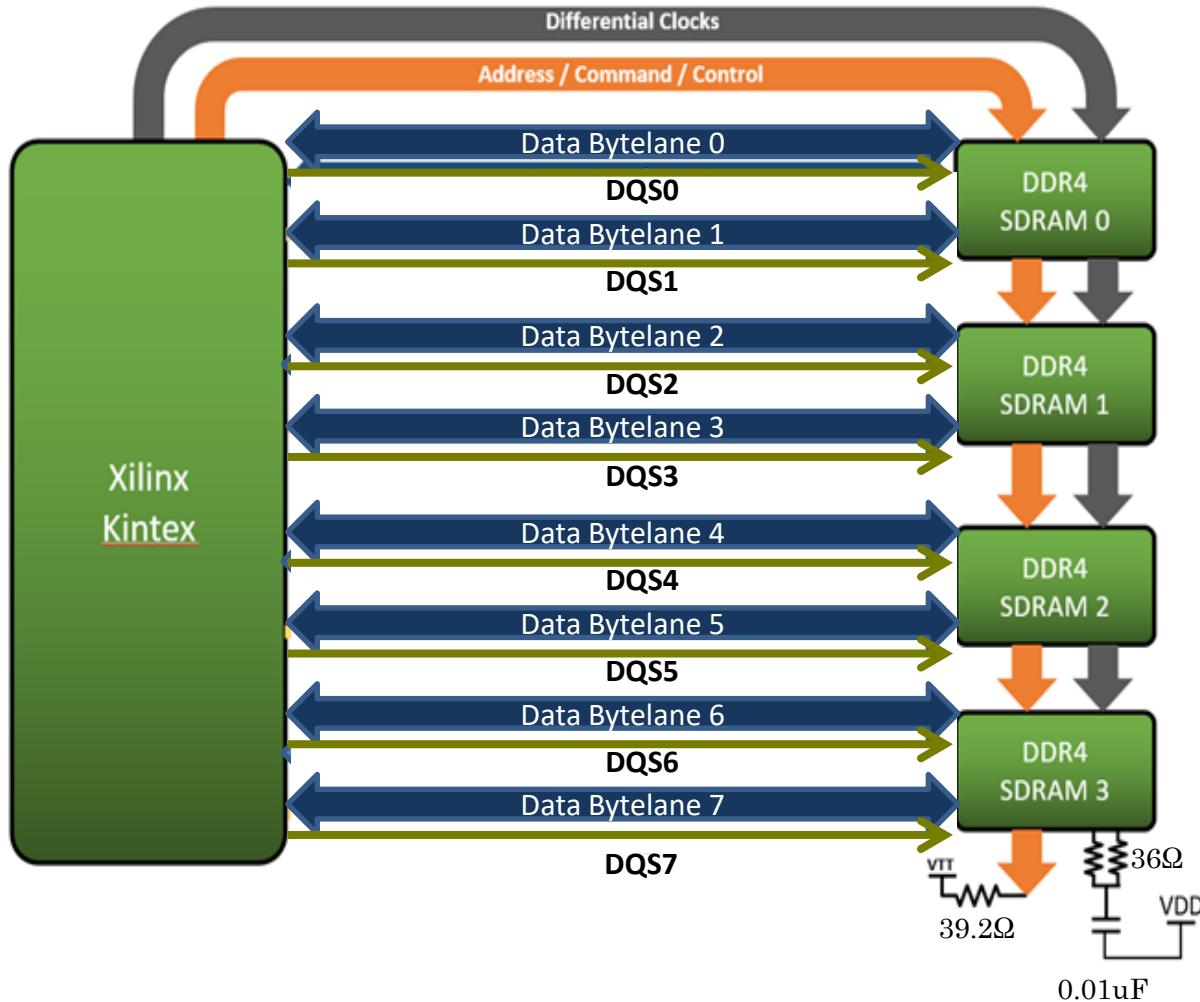 Differential Clocks
Address / Command / Control
Data Bytelane 0
DQS0
Data Bytelane 1
DQS1
DDR4
SDRAM 0
Data Bytelane 2
DQS2
Data Bytelane 3
DQS3
DDR4
SDRAM 1
Xilinx
Kintex
Data Bytelane 4
DQS4
Data Bytelane 5
DQS5
DDR4
SDRAM 2
Data Bytelane 6
DQS6
Data Bytelane 7
DQS7
DDR4
SDRAM 3
VTT
39.2Ω
36Ω
VDD
0.01uF